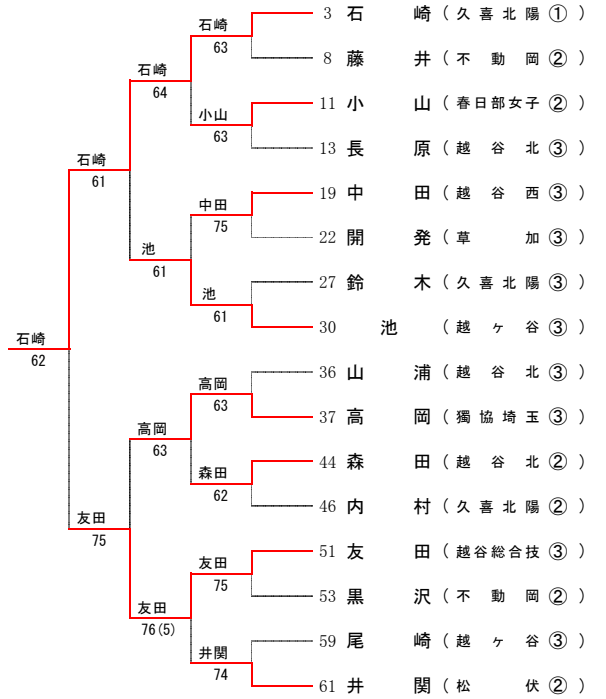 3 石崎 (久喜北陽 ①)
8 藤井 (不動岡 ②)
11 小山 (春日部女子 ②)
13 長原 (越谷北 ③)
19 中田 (越谷西 ③)
22 開発 (草加 ③)
27 鈴木 (久喜北陽 ③)
30 池 (越ヶ谷 ③)
36 山浦 (越谷北 ③)
37 高岡 (獨協埼玉 ③)
44 森田 (越谷北 ②)
46 内村 (久喜北陽 ②)
51 友田 (越谷総合技 ③)
53 黒沢 (不動岡 ②)
59 尾崎 (越ヶ谷 ③)
61 井関 (松伏 ②)
石崎
63
小山
63
中田
75
池
61
高岡
63
森田
62
友田
75
井関
74
石崎
64
池
61
高岡
63
友田
76(5)
石崎
61
友田
75
石崎
62